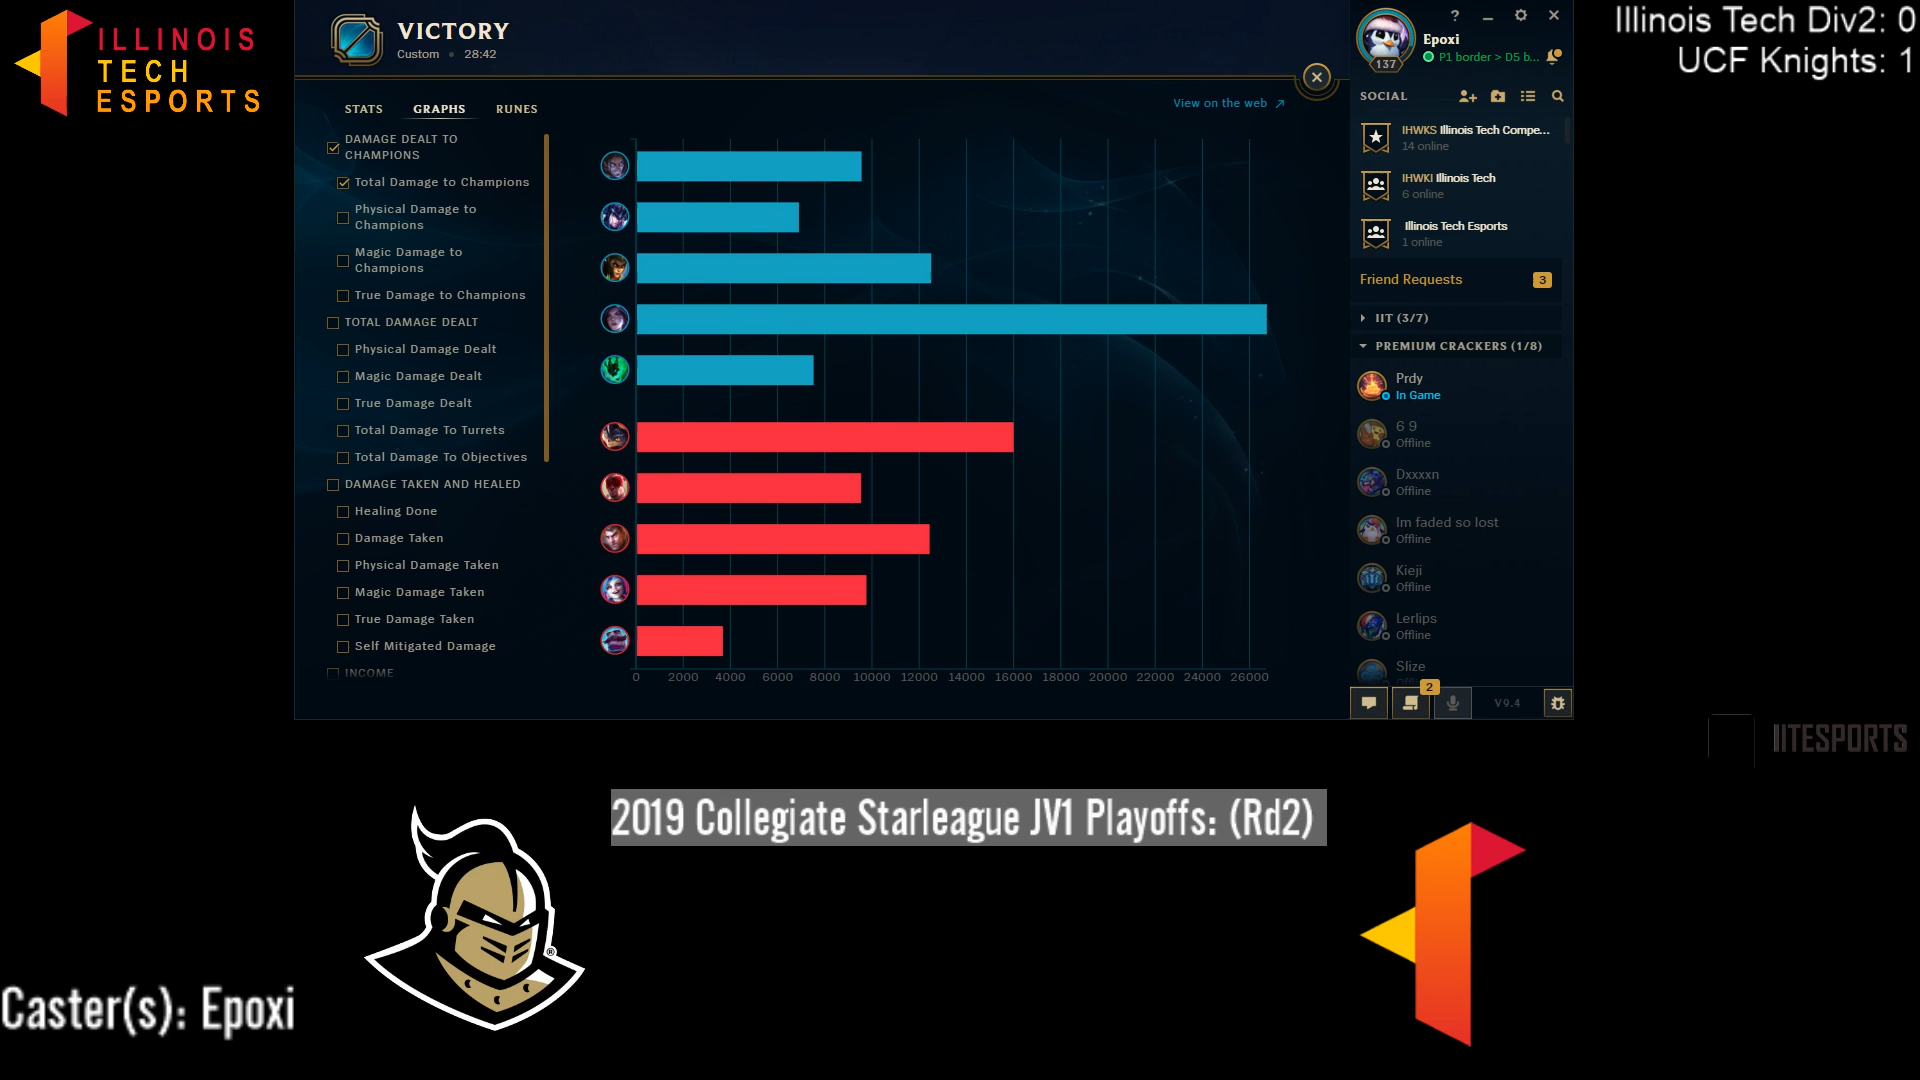 ILLINOIS
TECH
ESPORTS
VICTORY
Custom • 28:42
STATS GRAPHS RUNES
View on the web
DAMAGE DEALT TO
CHAMPIONS
Total Damage to Champions
Physical Damage to
Champions
Magic Damage to
Champions
True Damage to Champions
TOTAL DAMAGE DEALT
Physical Damage Dealt
Magic Damage Dealt
True Damage Dealt
Total Damage To Turrets
Total Damage To Objectives
DAMAGE TAKEN AND HEALED
Healing Done
Damage Taken
Physical Damage Taken
Magic Damage Taken
True Damage Taken
Self Mitigated Damage
INCOME
0 2000 4000 6000 8000 10000 12000 14000 16000 18000 20000 22000 24000 26000
?
137
Epoxi
P1 border > D5 b...
SOCIAL
IHWKS Illinois Tech Compe...
14 online
IHWKI Illinois Tech
6 online
Illinois Tech Esports
1 online
Friend Requests 3
IIT (3/7)
PREMIUM CRACKERS (1/8)
Prdy
In Game
6 9
Offline
Dxxxxn
Offline
Im faded so lost
Offline
Kieji
Offline
Lerlips
Offline
Slize
2
V9.4
Illinois Tech Div2: 0
UCF Knights: 1
IITESPORTS
2019 Collegiate Starleague JV1 Playoffs: (Rd2)
®
Caster(s): Epoxi